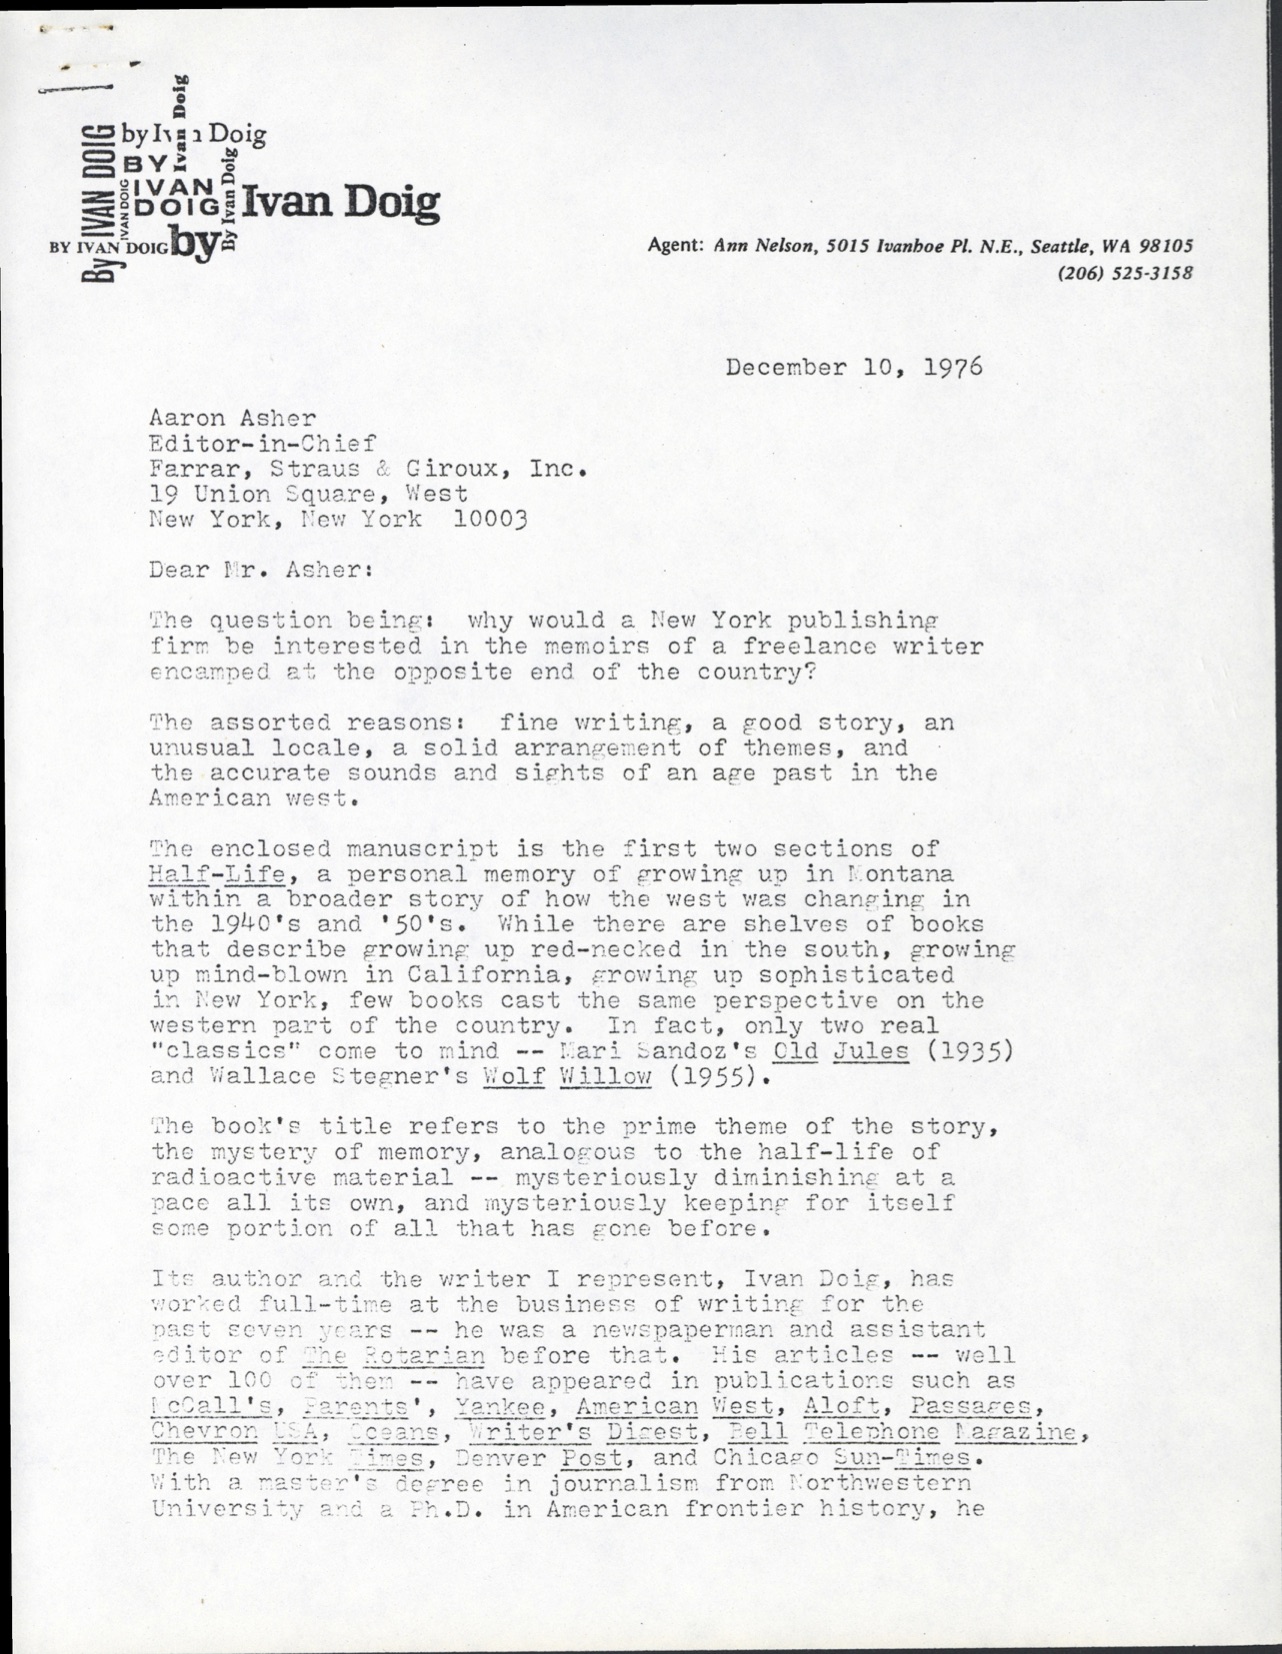 by Ivan Doig
Ivan Doig
By IVAN DOIG
BY
IVAN
DOIG
IVAN DOIG
By Ivan Doig
Ivan Doig
BY IVAN DOIG
by
Agent: Ann Nelson, 5015 Ivanhoe Pl. N.E., Seattle, WA 98105
(206) 525-3158
December 10, 1976
Aaron Asher
Editor-in-Chief
Farrar, Straus & Giroux, Inc.
19 Union Square, West
New York, New York 10003
Dear Mr. Asher:
The question being: why would a New York publishing
firm be interested in the memoirs of a freelance writer
encamped at the opposite end of the country?
The assorted reasons: fine writing, a good story, an
unusual locale, a solid arrangement of themes, and
the accurate sounds and sights of an age past in the
American west.
The enclosed manuscript is the first two sections of
Half-Life, a personal memory of growing up in Montana
within a broader story of how the west was changing in
the 1940's and '50's. While there are shelves of books
that describe growing up red-necked in the south, growing
up mind-blown in California, growing up sophisticated
in New York, few books cast the same perspective on the
western part of the country. In fact, only two real
"classics" come to mind -- Mari Sandoz's Old Jules (1935)
and Wallace Stegner's Wolf Willow (1955).
The book's title refers to the prime theme of the story,
the mystery of memory, analogous to the half-life of
radioactive material -- mysteriously diminishing at a
pace all its own, and mysteriously keeping for itself
some portion of all that has gone before.
Its author and the writer I represent, Ivan Doig, has
worked full-time at the business of writing for the
past seven years -- he was a newspaperman and assistant
editor of The Rotarian before that. His articles -- well
over 100 of them -- have appeared in publications such as
McCall's, Parents', Yankee, American West, Aloft, Passages,
Chevron USA, Oceans, Writer's Digest, Bell Telephone Magazine,
The New York Times, Denver Post, and Chicago Sun-Times.
With a master's degree in journalism from Northwestern
University and a Ph.D. in American frontier history, he